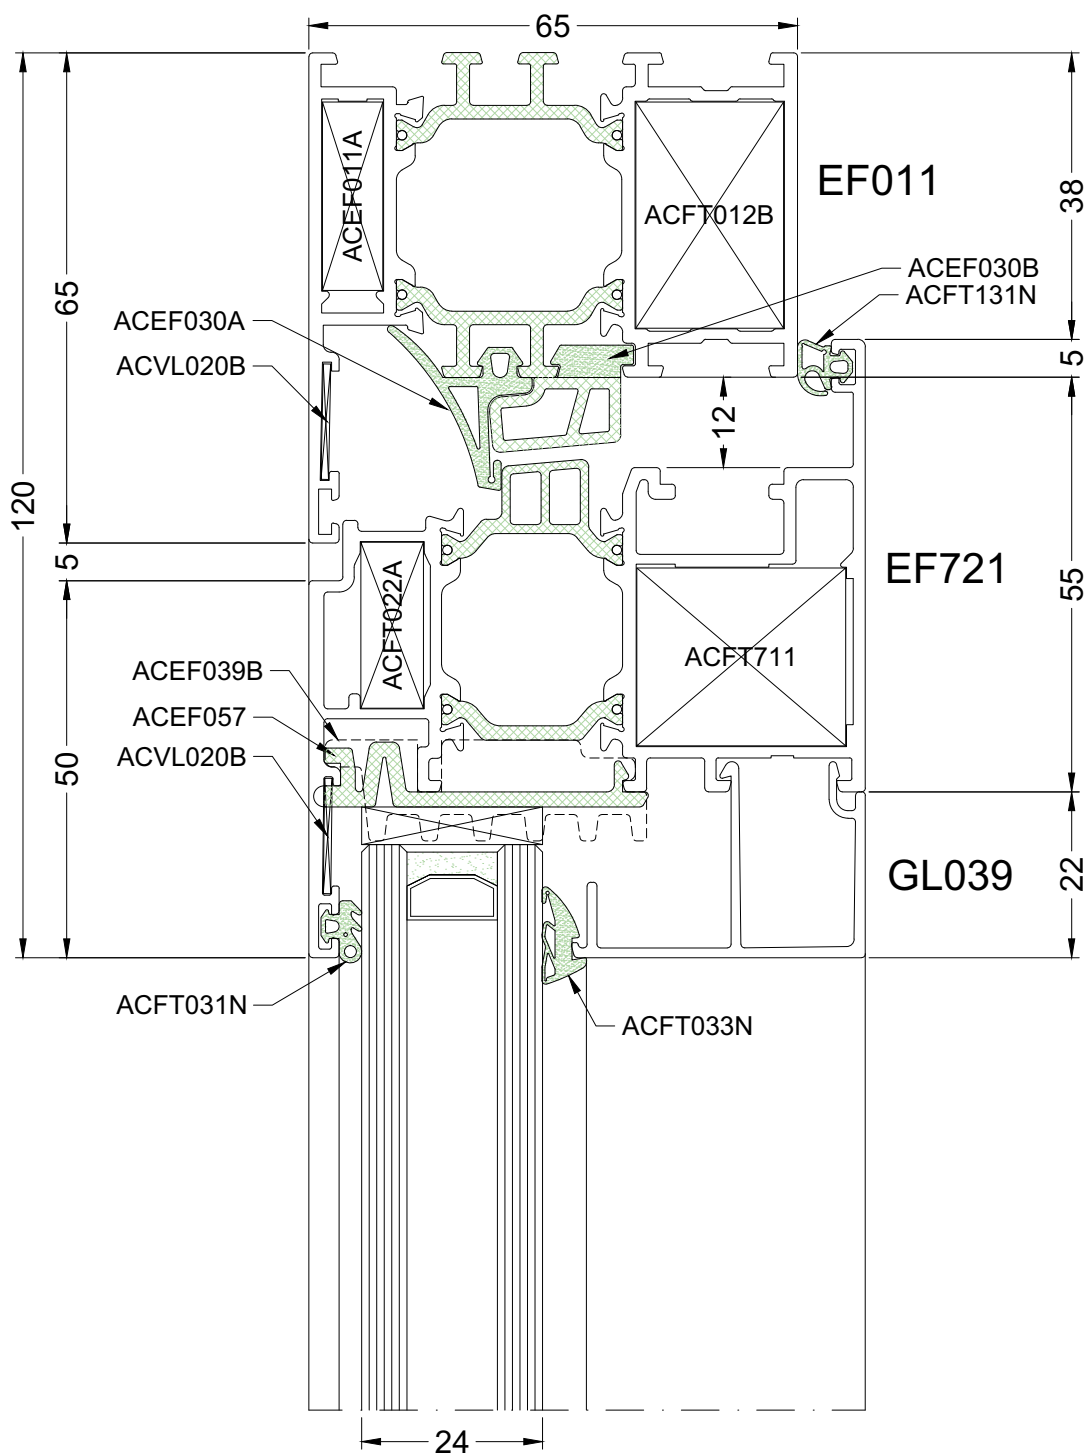 65
ACEF011A
EF011
ACFT012B
38
65
ACEF030B
ACFT131N
ACEF030A
ACVL020B
5
12
120
5
EF721
55
ACFT022A
ACFT711
ACEF039B
ACEF057
ACVL020B
50
GL039
22
ACFT031N
ACFT033N
24